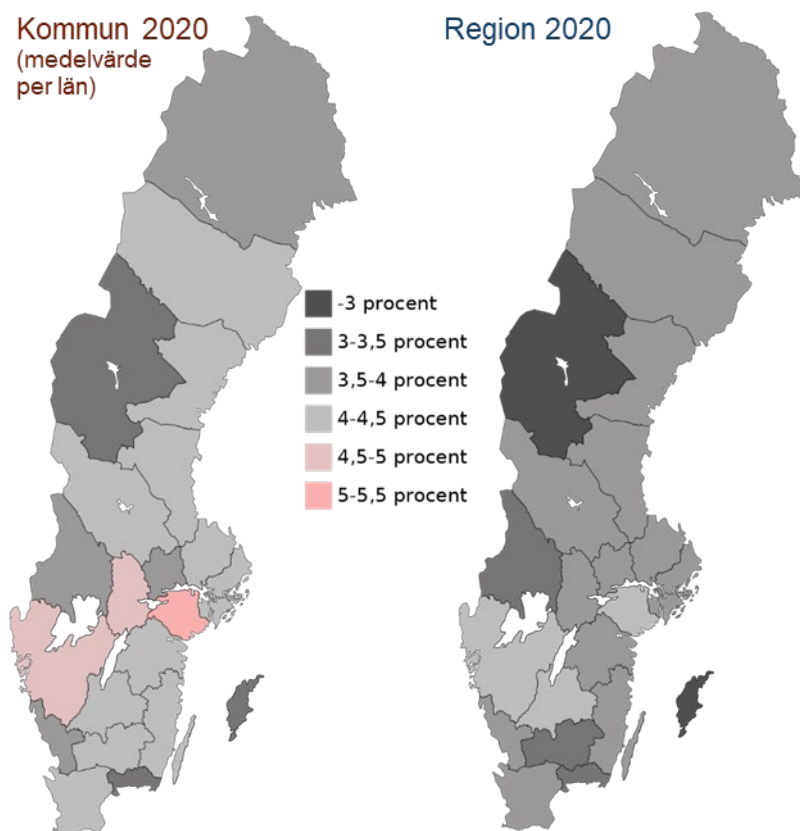 Kommun 2020
(medelvärde
per län)
Region 2020
-3 procent
3-3,5 procent
3,5-4 procent
4-4,5 procent
4,5-5 procent
5-5,5 procent